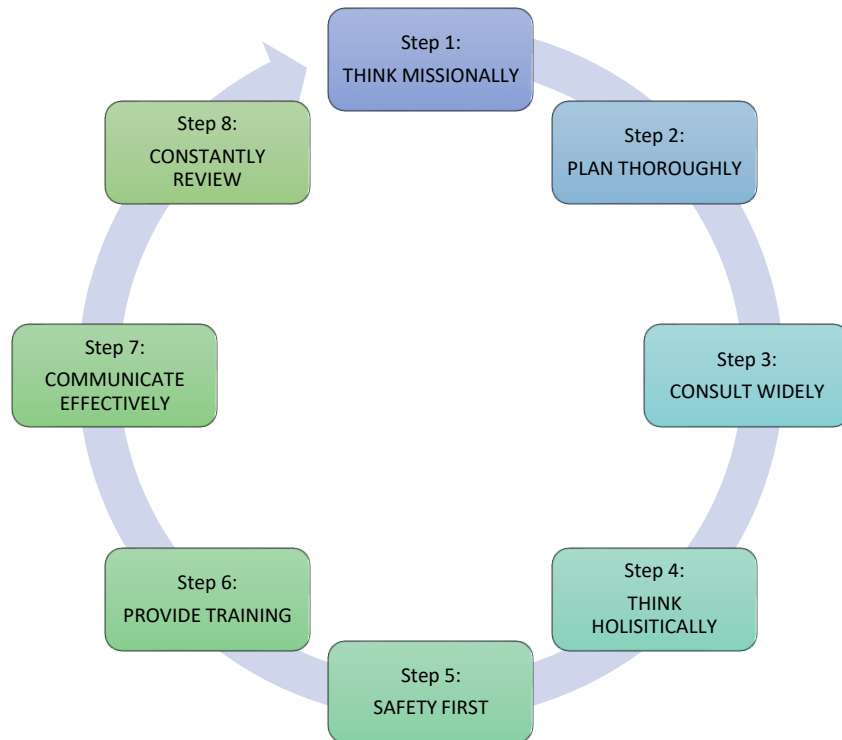 Step 1:
THINK MISSIONALLY
Step 2:
PLAN THOROUGHLY
Step 3:
CONSULT WIDELY
Step 4:
THINK
HOLISITICALLY
Step 5:
SAFETY FIRST
Step 6:
PROVIDE TRAINING
Step 7:
COMMUNICATE
EFFECTIVELY
Step 8:
CONSTANTLY
REVIEW